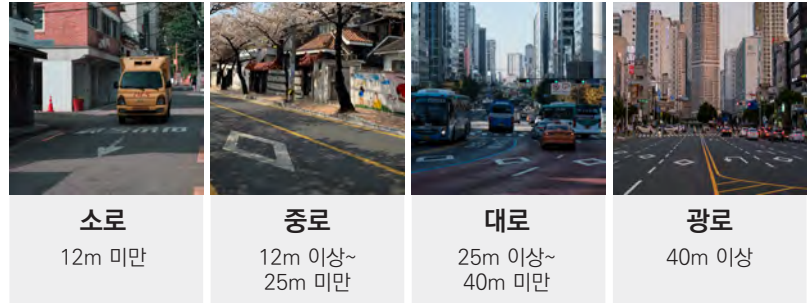 소로
12m 미만
중로
12m 이상~
25m 미만
대로
25m 이상~
40m 미만
광로
40m 이상